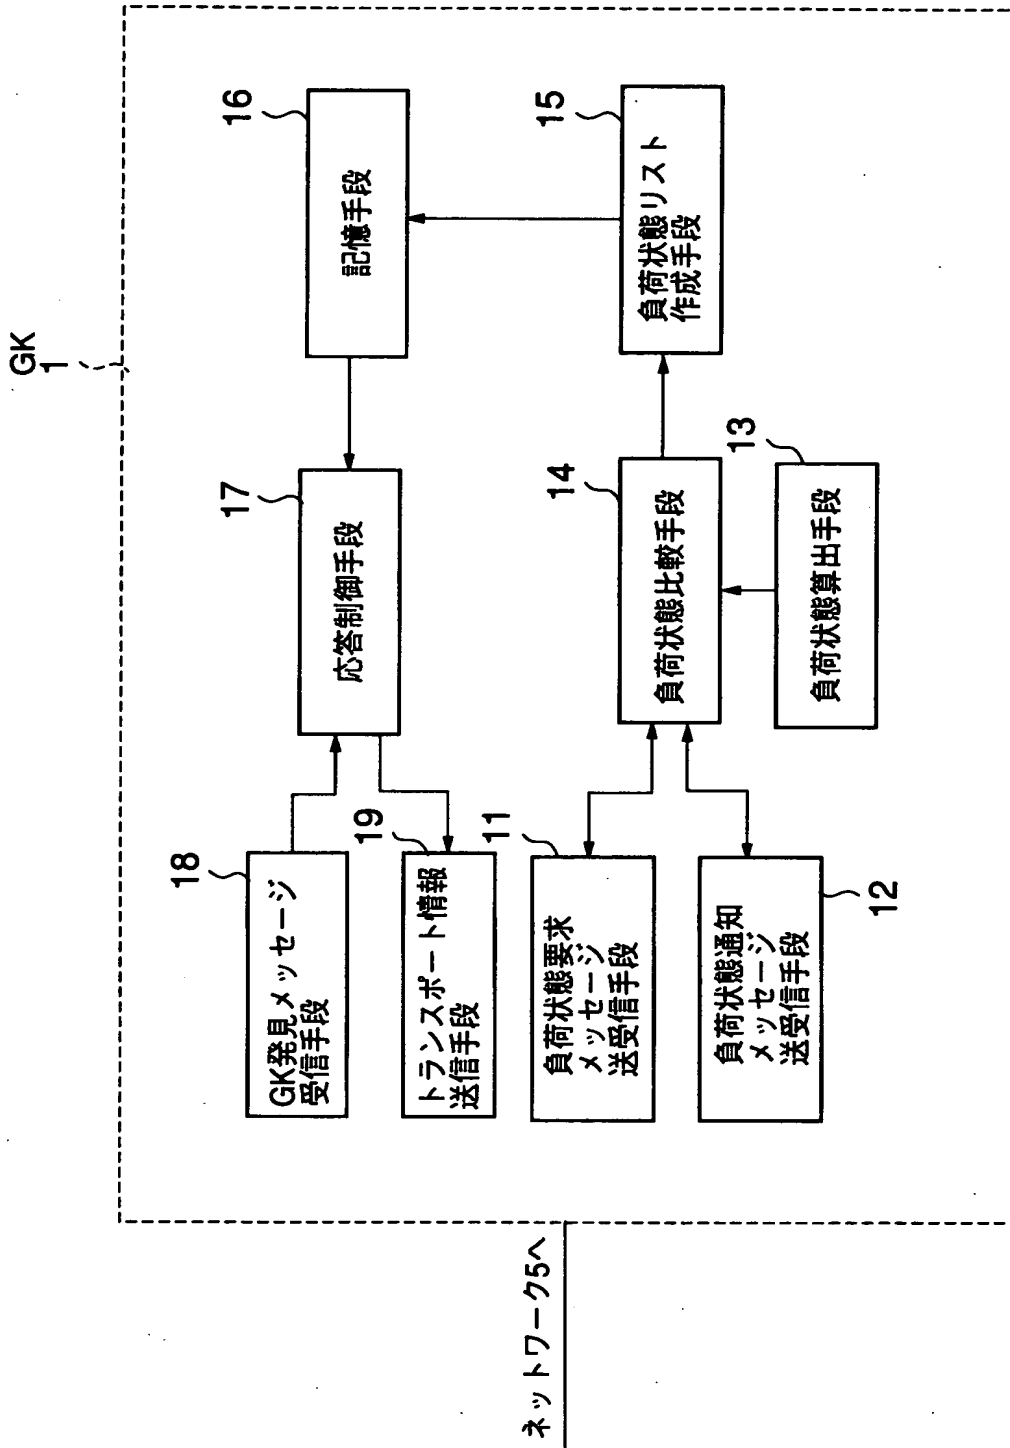 GK
1
16
記憶手段
15
負荷状態リスト
作成手段
17
応答制御手段
14
負荷状態比較手段
13
負荷状態算出手段
18
GK発見メッセージ
受信手段
19
トランスポート情報
送信手段
11
負荷状態要求
メッセージ
送受信手段
12
負荷状態通知
メッセージ
送受信手段
ネットワーク5へ